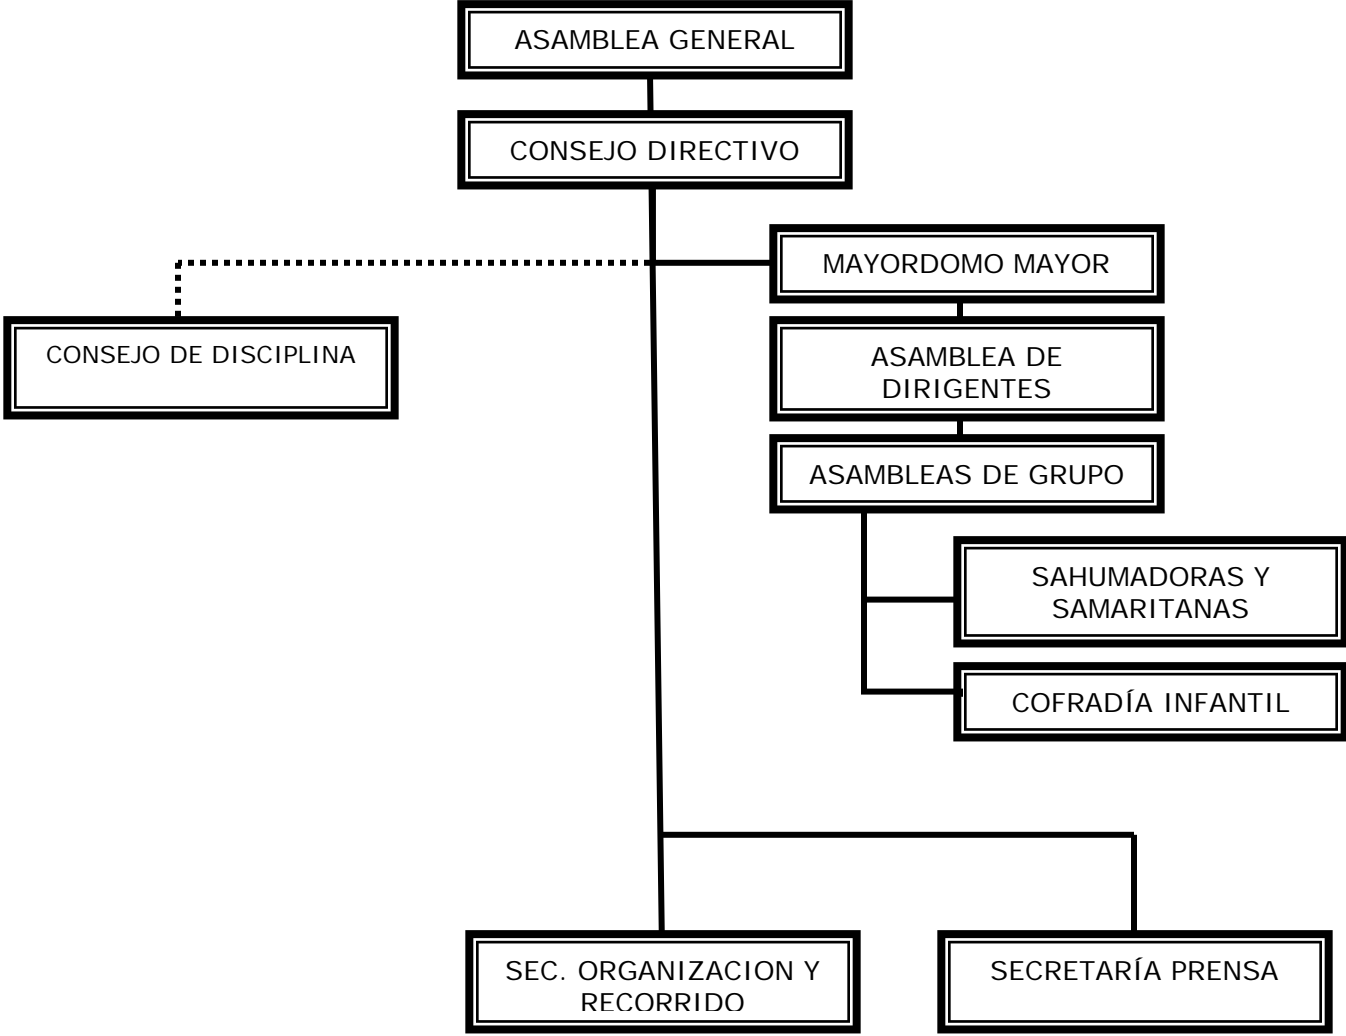 ASAMBLEA GENERAL
CONSEJO DIRECTIVO
MAYORDOMO MAYOR
CONSEJO DE DISCIPLINA
ASAMBLEA DE
DIRIGENTES
ASAMBLEAS DE GRUPO
SAHUMADORAS Y
SAMARITANAS
COFRADÍA INFANTIL
SEC. ORGANIZACION Y
RECORRIDO
SECRETARÍA PRENSA